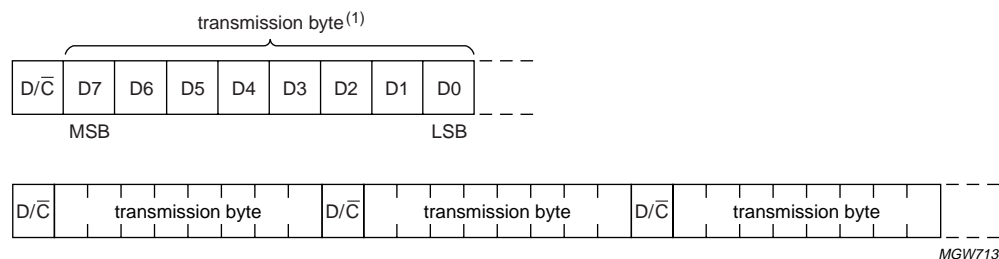 transmission byte(1)
D/C̅ D7 D6 D5 D4 D3 D2 D1 D0
MSB LSB
D/C̅ transmission byte D/C̅ transmission byte D/C̅ transmission byte
MGW713